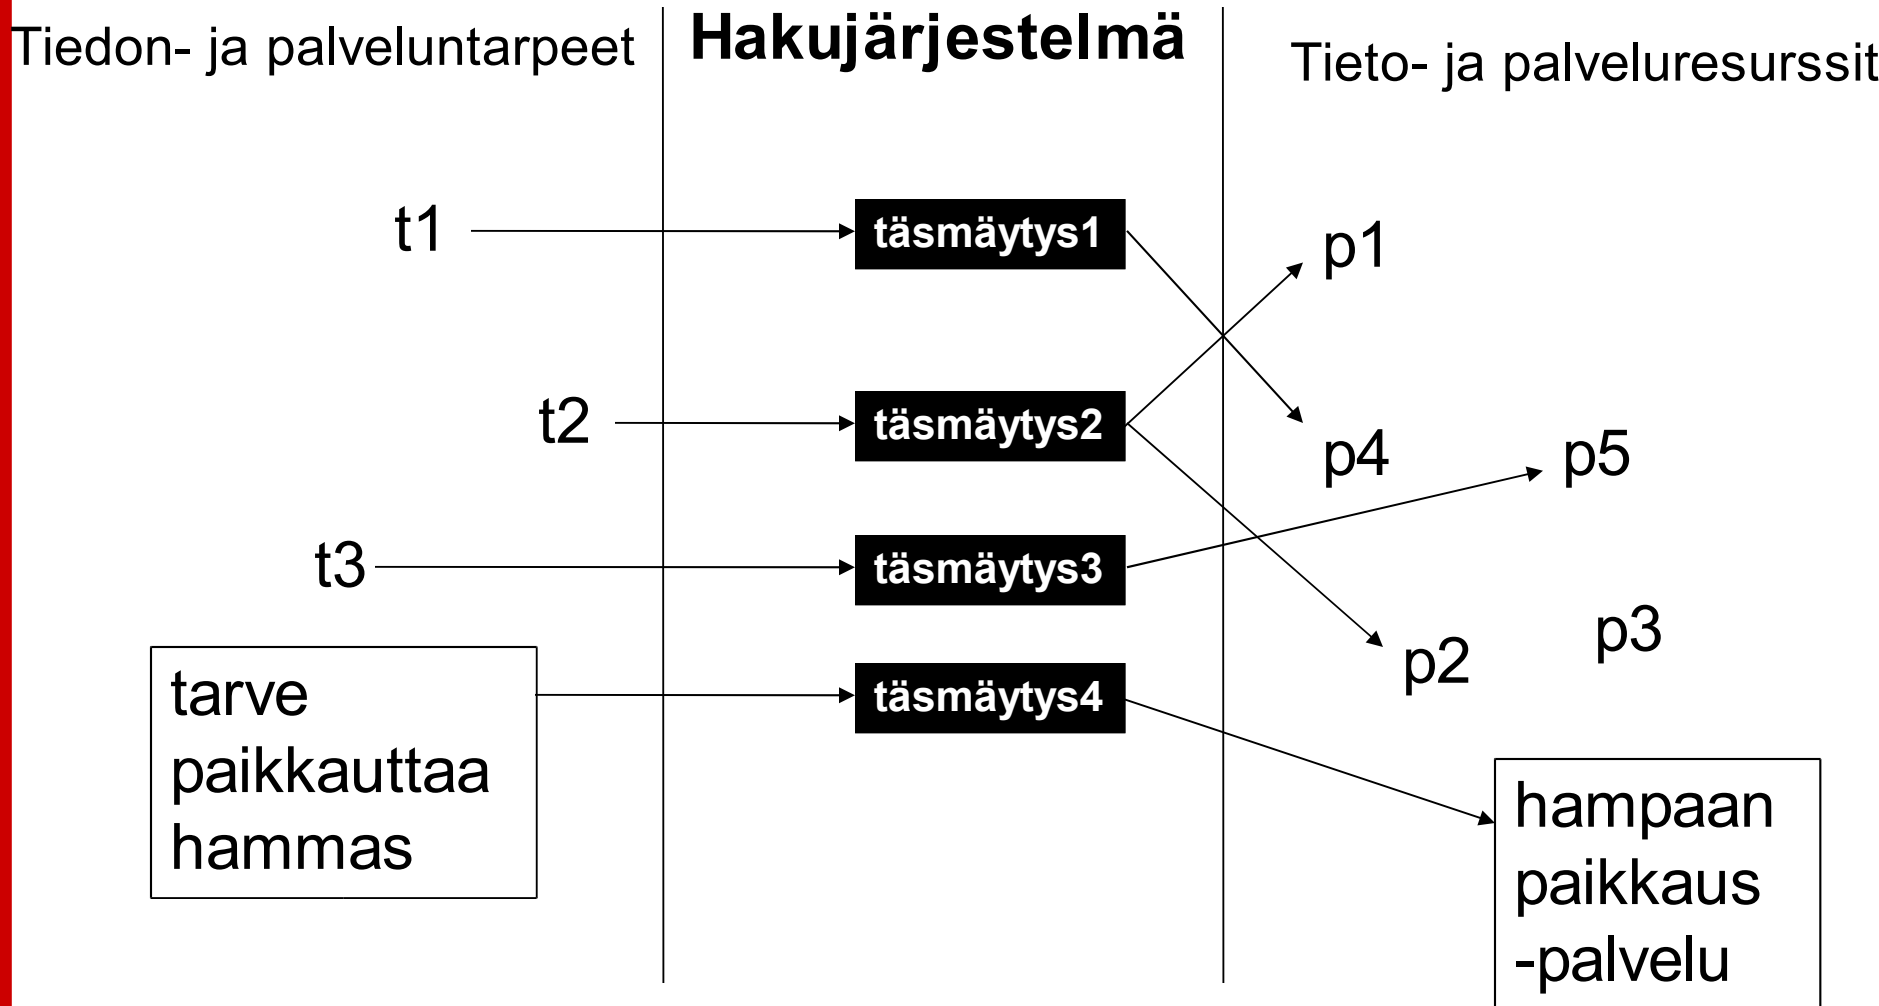 Tiedon- ja palveluntarpeet
Hakujärjestelmä
Tieto- ja palveluresurssit
t1
täsmäytys1
p1
t2
täsmäytys2
p4
p5
t3
täsmäytys3
p3
p2
tarve
paikkauttaa
hammas
täsmäytys4
hampaan
paikkaus
-palvelu